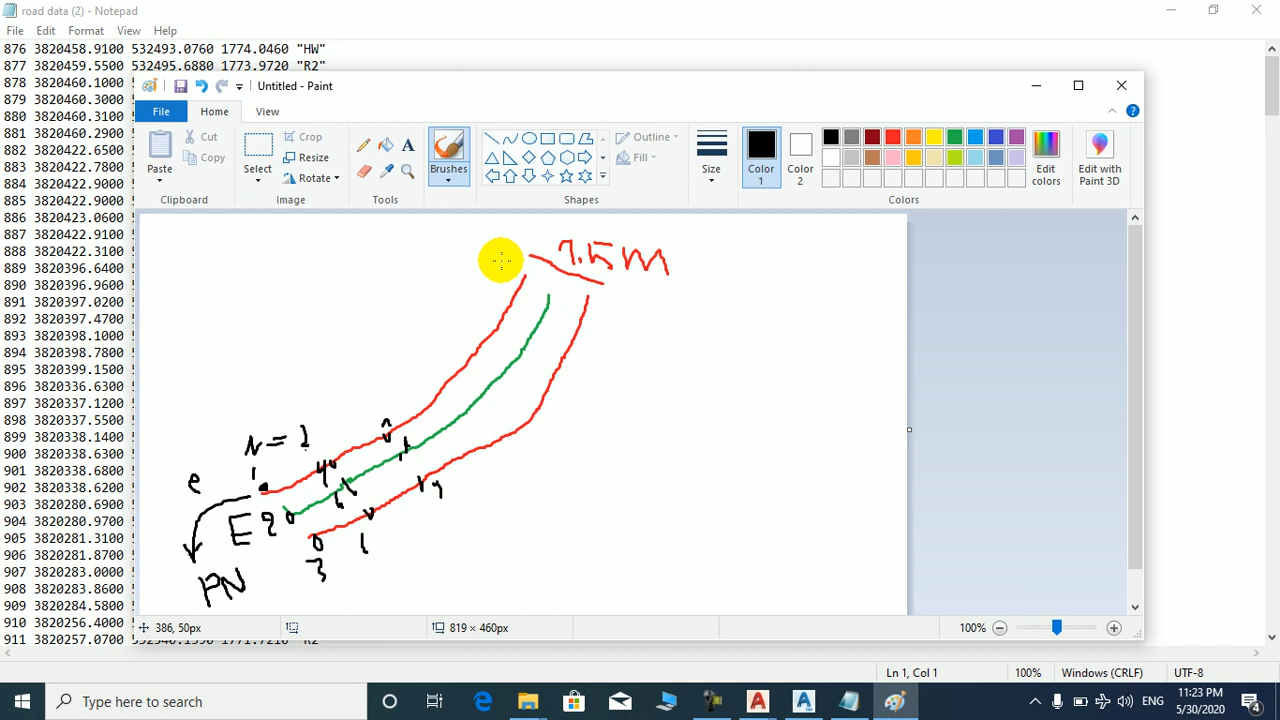 road data (2) - Notepad
File Edit Format View Help
876 3820458.9100 532493.0760 1774.0460 "HW"
877 3820459.5500 532495.6880 1773.9720 "R2"
878 3820460.1000
879 3820460.3000
880 3820460.3100
881 3820460.2900
882 3820422.6500
883 3820422.7800
884 3820422.9000
885 3820422.9000
886 3820423.0600
887 3820422.9100
888 3820422.3100
889 3820396.6400
890 3820396.9600
891 3820397.0200
892 3820397.4700
893 3820398.1000
894 3820398.7800
895 3820399.1500
896 3820336.6300
897 3820337.1200
898 3820337.5500
899 3820338.1400
900 3820338.6300
901 3820338.6800
902 3820338.6200
903 3820280.6900
904 3820280.9700
905 3820281.3100
906 3820281.8700
907 3820283.0000
908 3820283.8600
909 3820284.5800
910 3820256.4000
911 3820257.0700
Untitled - Paint
File Home View
Paste
Cut
Copy
Clipboard
Select
Crop
Resize
Rotate
Image
Tools
Brushes
Outline
Fill
Shapes
Size
Color 1
Color 2
Edit colors
Edit with Paint 3D
Colors
7.5 M
N =
e
E
PN
3
386, 50px
819 × 460px
100%
Ln 1, Col 1
100%
Windows (CRLF)
UTF-8
Type here to search
ENG
11:23 PM
5/30/2020
4